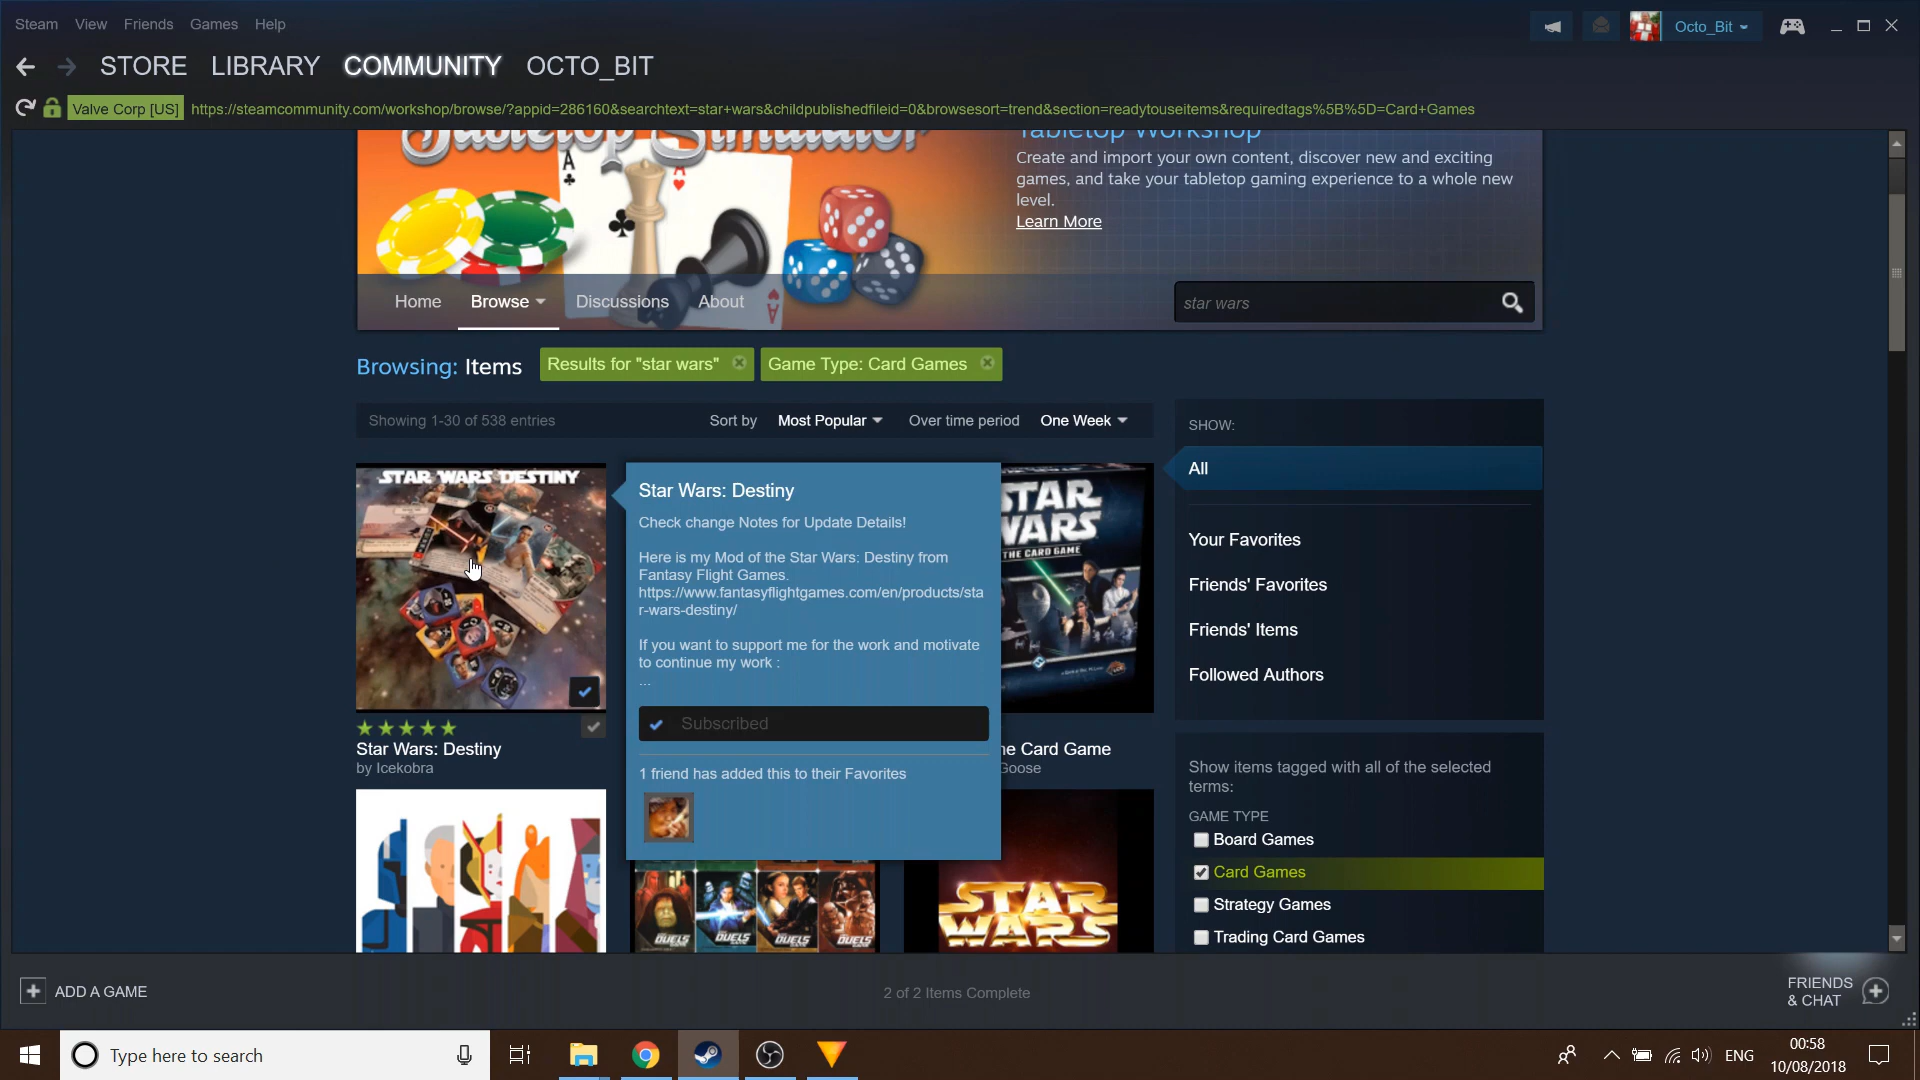 Steam View Friends Games Help
Octo_Bit
STORE LIBRARY COMMUNITY OCTO_BIT
Valve Corp [US] https://steamcommunity.com/workshop/browse/?appid=286160&searchtext=star+wars&childpublishedfileid=0&browsesort=trend&section=readytouseitems&requiredtags%5B%5D=Card+Games
Tabletop Simulator
Tabletop Workshop
Create and import your own content, discover new and exciting
games, and take your tabletop gaming experience to a whole new
level.
Learn More
Home Browse Discussions About
star wars
Browsing: Items Results for "star wars" Game Type: Card Games
Showing 1-30 of 538 entries Sort by Most Popular Over time period One Week
SHOW:
All
Your Favorites
Friends' Favorites
Friends' Items
Followed Authors
STAR WARS DESTINY
Star Wars: Destiny
by Icekobra
Star Wars: Destiny
Check change Notes for Update Details!
Here is my Mod of the Star Wars: Destiny from
Fantasy Flight Games.
https://www.fantasyflightgames.com/en/products/sta
r-wars-destiny/
If you want to support me for the work and motivate
to continue my work :
...
Subscribed
1 friend has added this to their Favorites
STAR
WARS
THE CARD GAME
he Card Game
Goose
DUELS DUELS DUELS DUELS
STAR
WARS
Show items tagged with all of the selected
terms:
GAME TYPE
Board Games
Card Games
Strategy Games
Trading Card Games
ADD A GAME
2 of 2 Items Complete
FRIENDS
& CHAT
Type here to search
ENG
00:58
10/08/2018